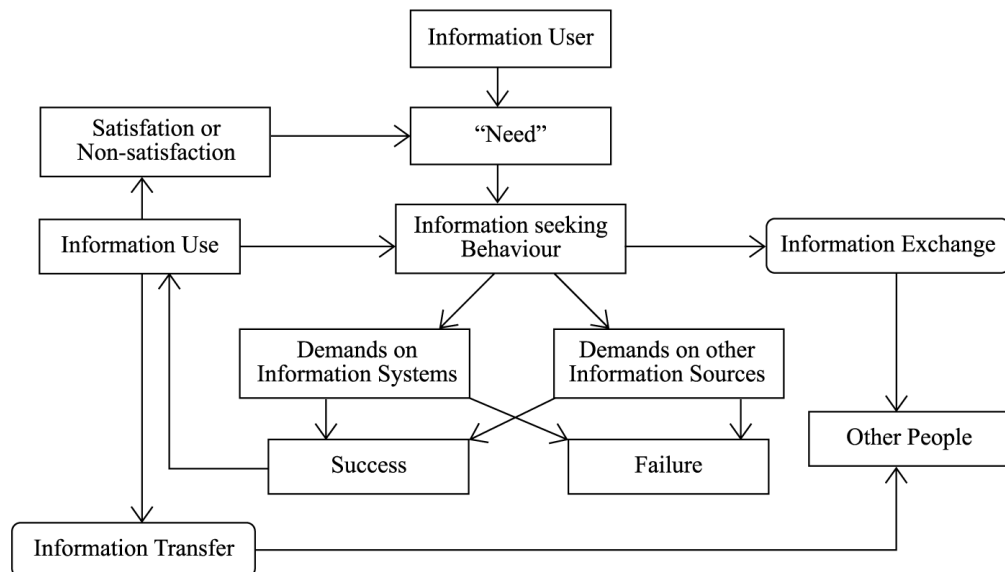 Information User
Satisfation or
Non-satisfaction
“Need”
Information Use
Information seeking
Behaviour
Information Exchange
Demands on
Information Systems
Demands on other
Information Sources
Success
Failure
Other People
Information Transfer